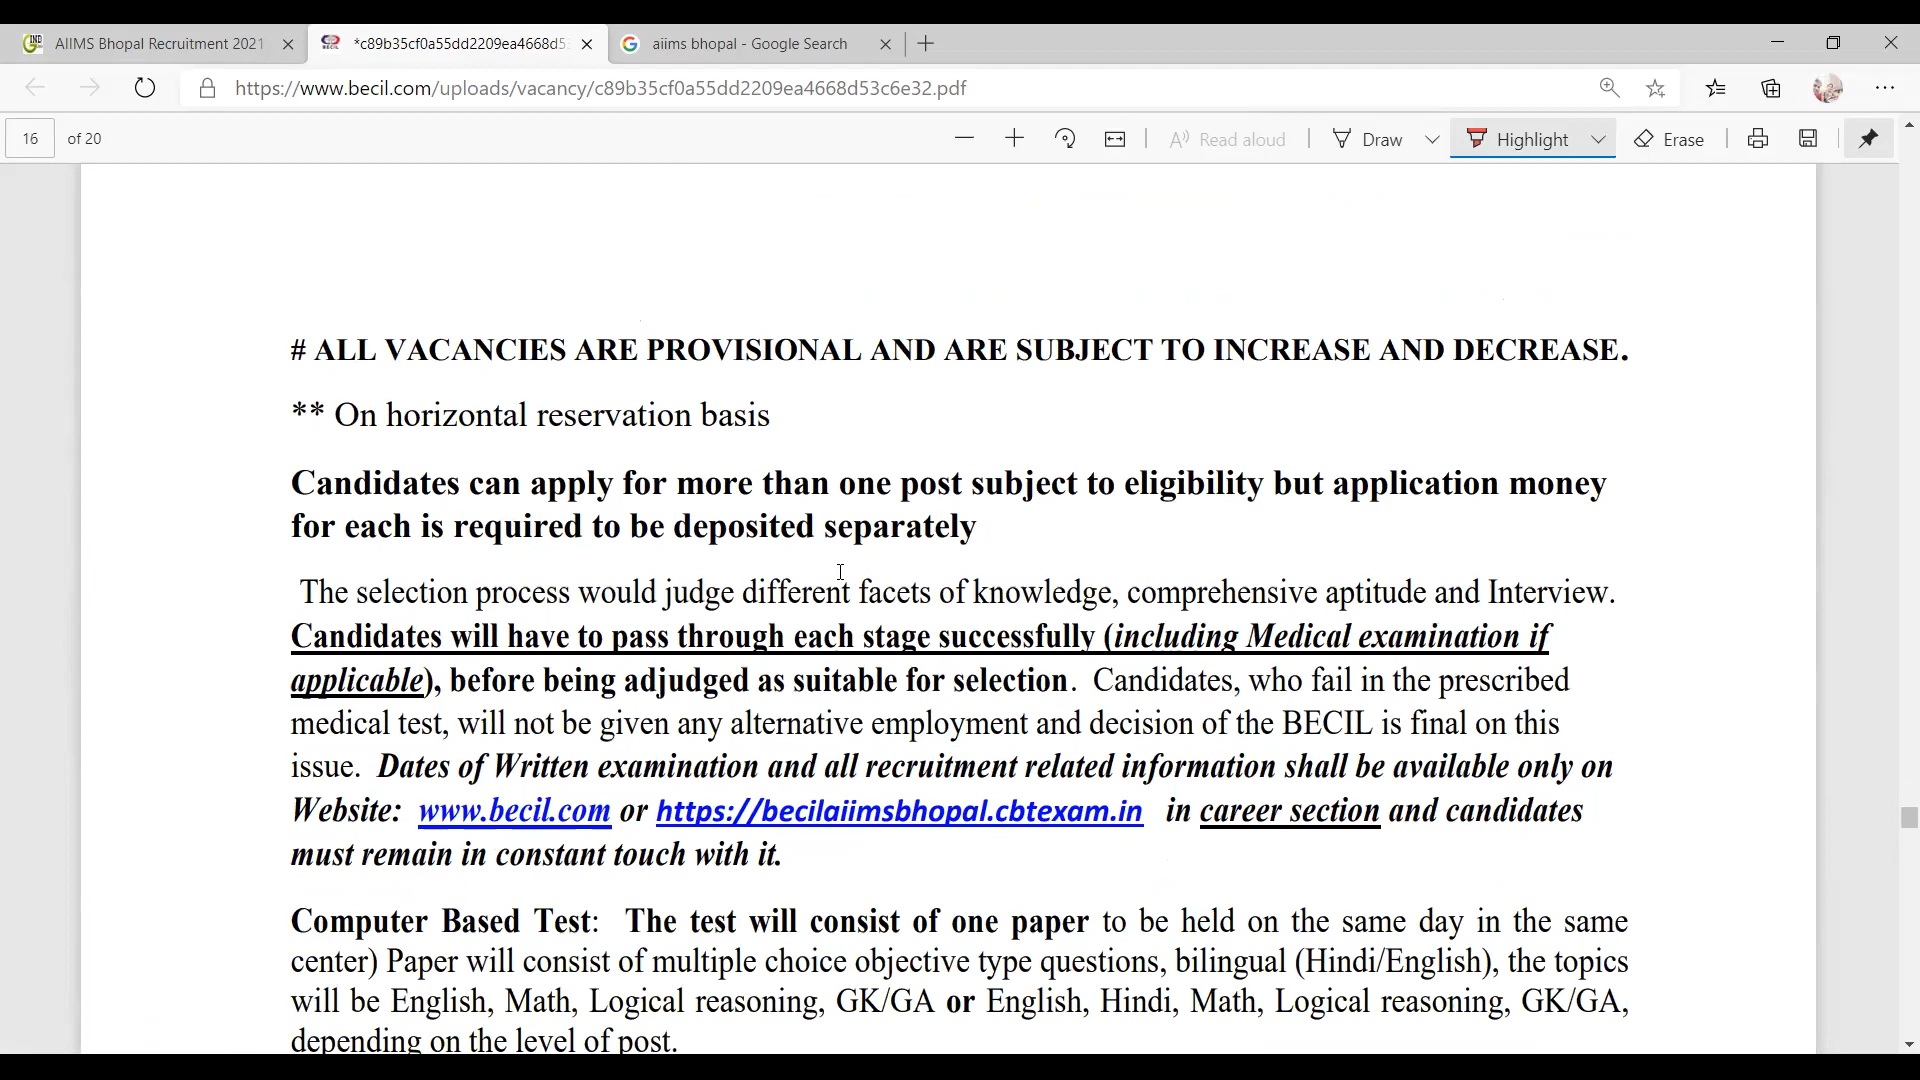 AIIMS Bhopal Recruitment 2021
*c89b35cf0a55dd2209ea4668d5
aiims bhopal - Google Search
https://www.becil.com/uploads/vacancy/c89b35cf0a55dd2209ea4668d53c6e32.pdf
16 of 20
Read aloud
Draw
Highlight
Erase
# ALL VACANCIES ARE PROVISIONAL AND ARE SUBJECT TO INCREASE AND DECREASE.
** On horizontal reservation basis
Candidates can apply for more than one post subject to eligibility but application money
for each is required to be deposited separately
The selection process would judge different facets of knowledge, comprehensive aptitude and Interview.
Candidates will have to pass through each stage successfully (including Medical examination if
applicable), before being adjudged as suitable for selection. Candidates, who fail in the prescribed
medical test, will not be given any alternative employment and decision of the BECIL is final on this
issue. Dates of Written examination and all recruitment related information shall be available only on
Website: www.becil.com or https://becilaiimsbhopal.cbtexam.in in career section and candidates
must remain in constant touch with it.
Computer Based Test: The test will consist of one paper to be held on the same day in the same
center) Paper will consist of multiple choice objective type questions, bilingual (Hindi/English), the topics
will be English, Math, Logical reasoning, GK/GA or English, Hindi, Math, Logical reasoning, GK/GA,
depending on the level of post.